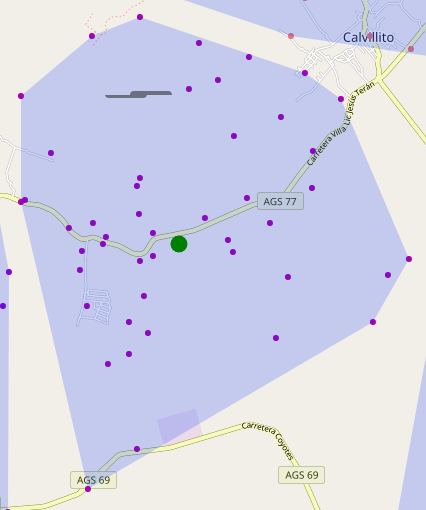 Calvillito
Carretera Villa Lic Jesús Terán
AGS 77
Carretera Coyotes
AGS 69
AGS 69